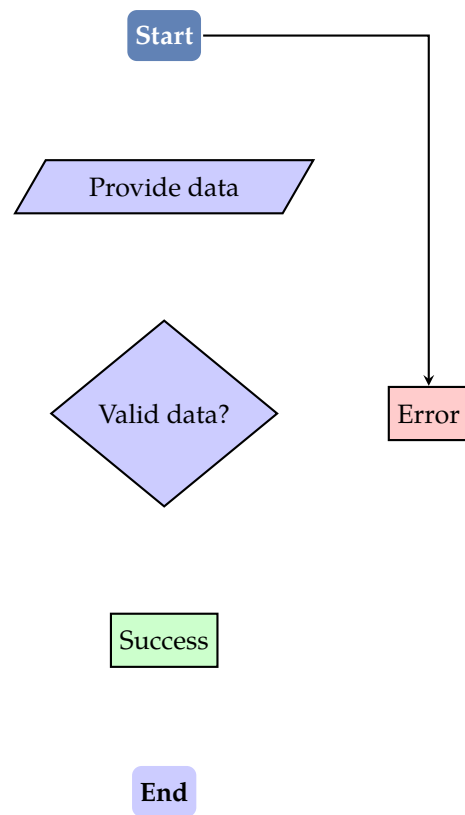 Start
Provide data
Valid data?
Error
Success
End